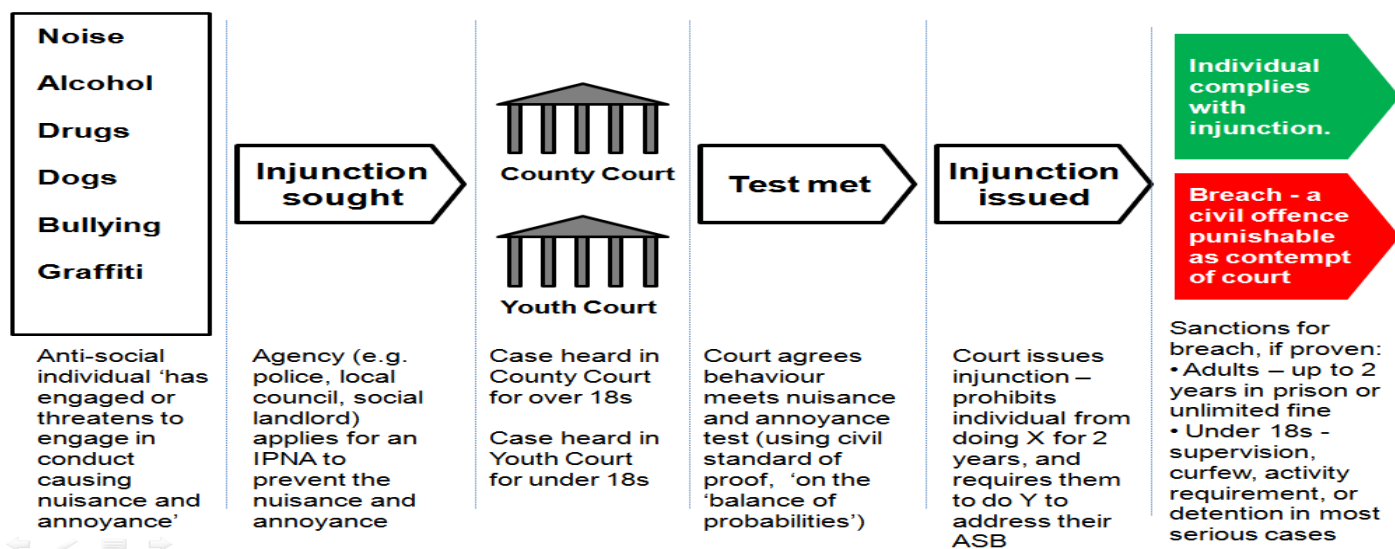 Noise
Alcohol
Drugs
Dogs
Bullying
Graffiti
Anti-social
individual ‘has
engaged or
threatens to
engage in
conduct
causing
nuisance and
annoyance’
Injunction
sought
Agency (e.g.
police, local
council, social
landlord)
applies for an
IPNA to
prevent the
nuisance and
annoyance
County Court
Youth Court
Case heard in
County Court
for over 18s
Case heard in
Youth Court
for under 18s
Test met
Court agrees
behaviour
meets nuisance
and annoyance
test (using civil
standard of
proof, ‘on the
‘balance of
probabilities’)
Injunction
issued
Court issues
injunction –
prohibits
individual from
doing X for 2
years, and
requires them
to do Y to
address their
ASB
Individual
complies
with
injunction.
Breach - a
civil offence
punishable
as contempt
of court
Sanctions for
breach, if proven:
• Adults – up to 2
years in prison or
unlimited fine
• Under 18s -
supervision,
curfew, activity
requirement, or
detention in most
serious cases